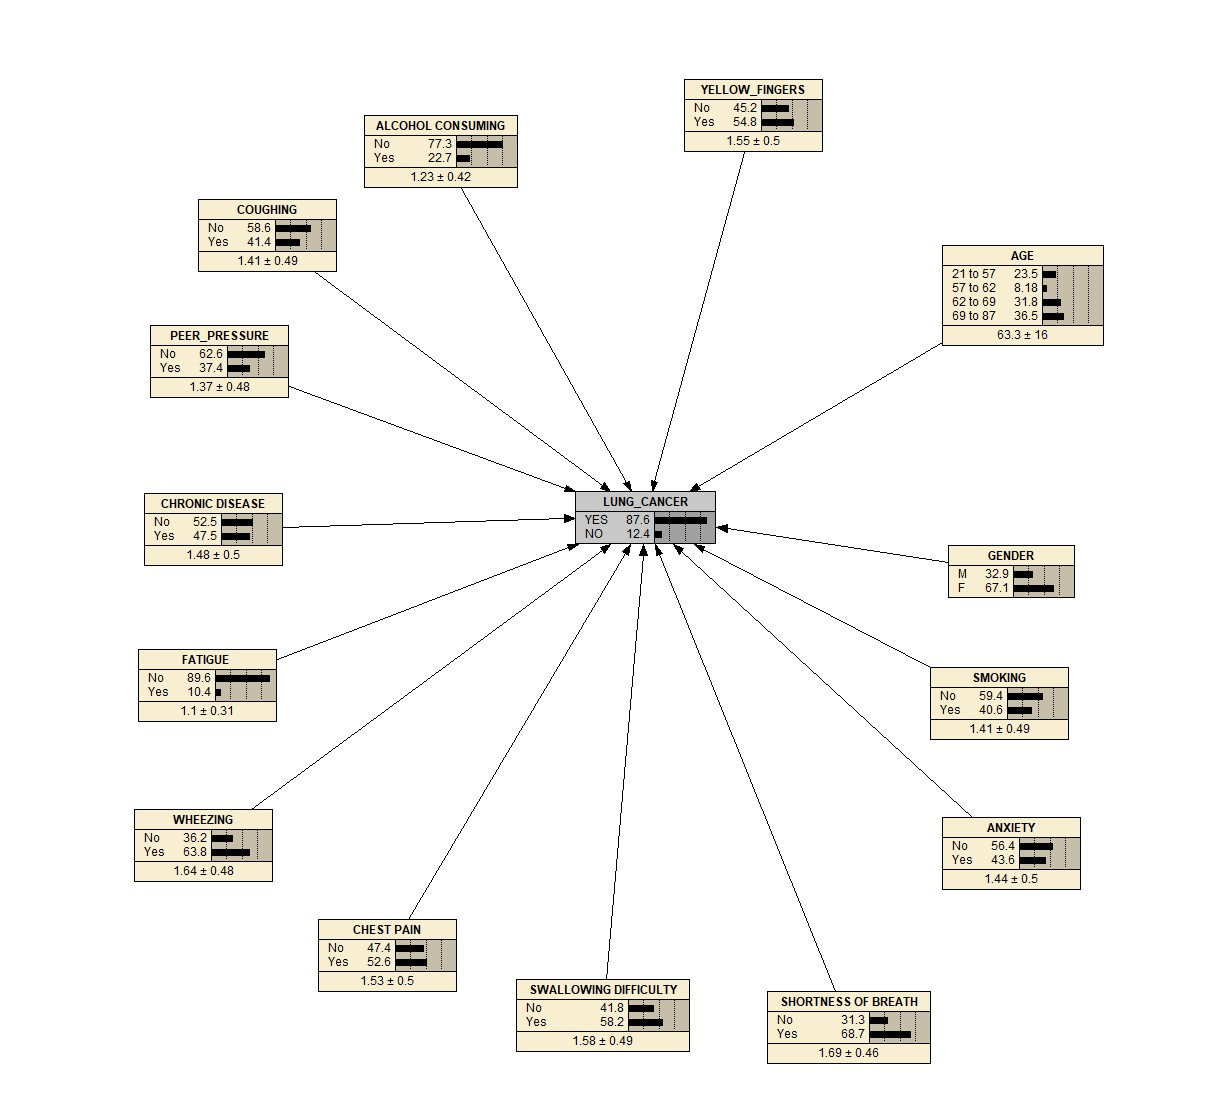 YELLOW_FINGERS
No 45.2
Yes 54.8
1.55 ± 0.5
ALCOHOL CONSUMING
No 77.3
Yes 22.7
1.23 ± 0.42
COUGHING
No 58.6
Yes 41.4
1.41 ± 0.49
AGE
21 to 57 23.5
57 to 62 8.18
62 to 69 31.8
69 to 87 36.5
63.3 ± 16
PEER_PRESSURE
No 62.6
Yes 37.4
1.37 ± 0.48
CHRONIC DISEASE
No 52.5
Yes 47.5
1.48 ± 0.5
LUNG_CANCER
YES 87.6
NO 12.4
GENDER
M 32.9
F 67.1
FATIGUE
No 89.6
Yes 10.4
1.1 ± 0.31
SMOKING
No 59.4
Yes 40.6
1.41 ± 0.49
WHEEZING
No 36.2
Yes 63.8
1.64 ± 0.48
ANXIETY
No 56.4
Yes 43.6
1.44 ± 0.5
CHEST PAIN
No 47.4
Yes 52.6
1.53 ± 0.5
SWALLOWING DIFFICULTY
No 41.8
Yes 58.2
1.58 ± 0.49
SHORTNESS OF BREATH
No 31.3
Yes 68.7
1.69 ± 0.46